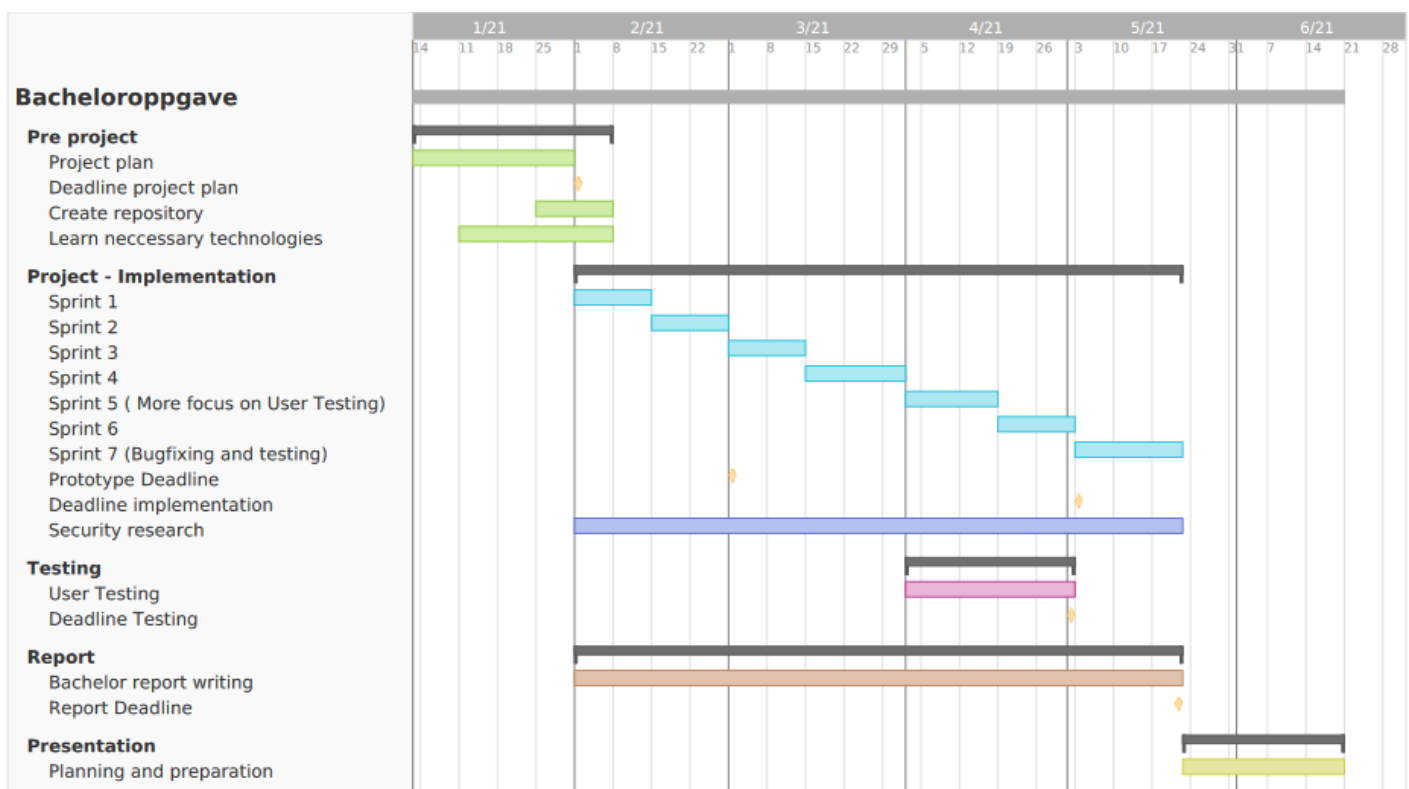 1/21 2/21 3/21 4/21 5/21 6/21
14 11 18 25 1 8 15 22 1 8 15 22 29 5 12 19 26 3 10 17 24 31 7 14 21 28
Bacheloroppgave
Pre project
Project plan
Deadline project plan
Create repository
Learn neccessary technologies
Project - Implementation
Sprint 1
Sprint 2
Sprint 3
Sprint 4
Sprint 5 ( More focus on User Testing)
Sprint 6
Sprint 7 (Bugfixing and testing)
Prototype Deadline
Deadline implementation
Security research
Testing
User Testing
Deadline Testing
Report
Bachelor report writing
Report Deadline
Presentation
Planning and preparation